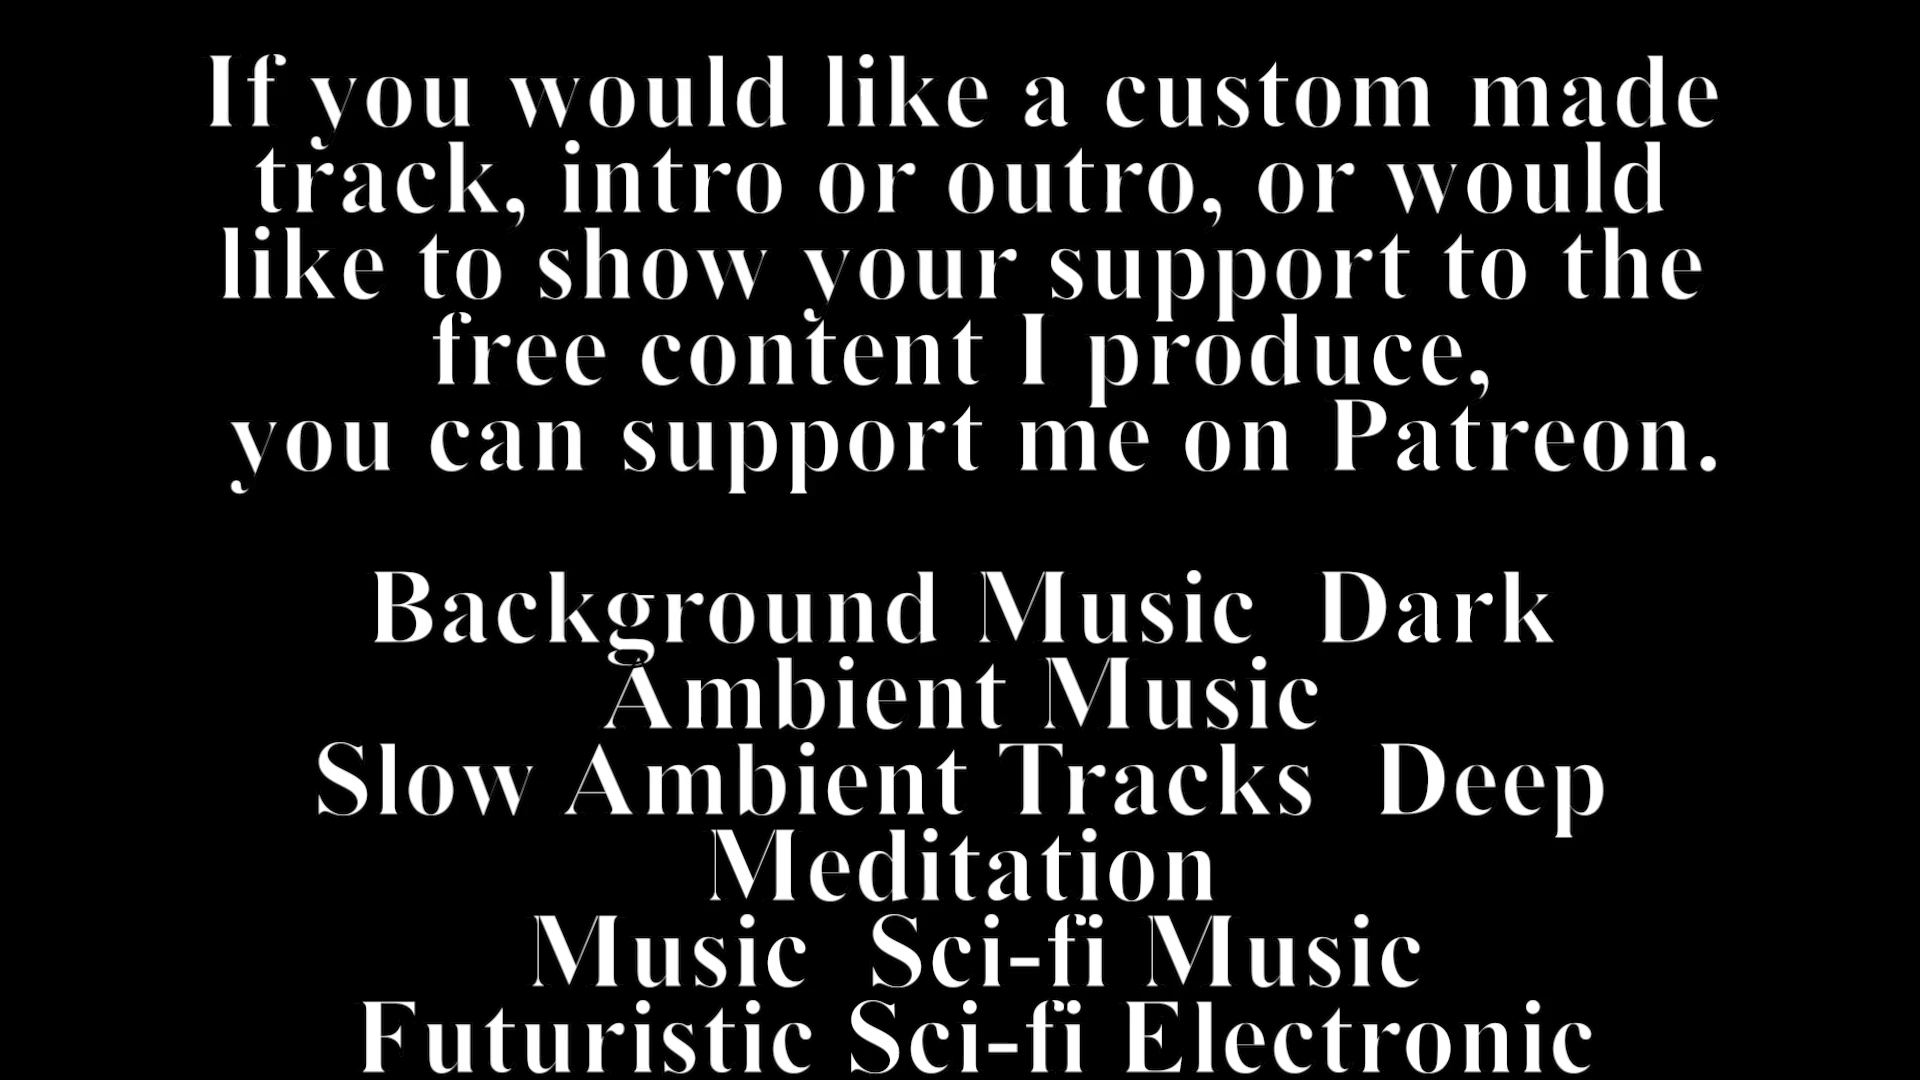 If you would like a custom made
track, intro or outro, or would
like to show your support to the
free content I produce,
you can support me on Patreon.
Background Music  Dark
Ambient Music
Slow Ambient Tracks  Deep
Meditation
Music  Sci-fi Music
Futuristic Sci-fi Electronic